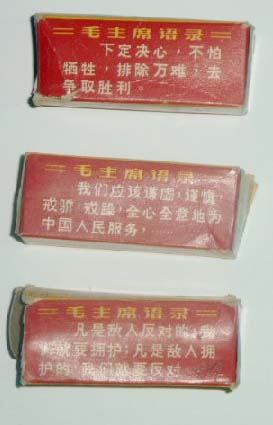 毛主席语录
下定决心，不怕
牺牲，排除万难，去
争取胜利。
毛主席语录
我们应该谦虚，谨慎，
戒骄，戒躁，全心全意地为
中国人民服务，
毛主席语录
凡是敌人反对的，我
就要拥护；凡是敌人拥
护的，我们就要反对